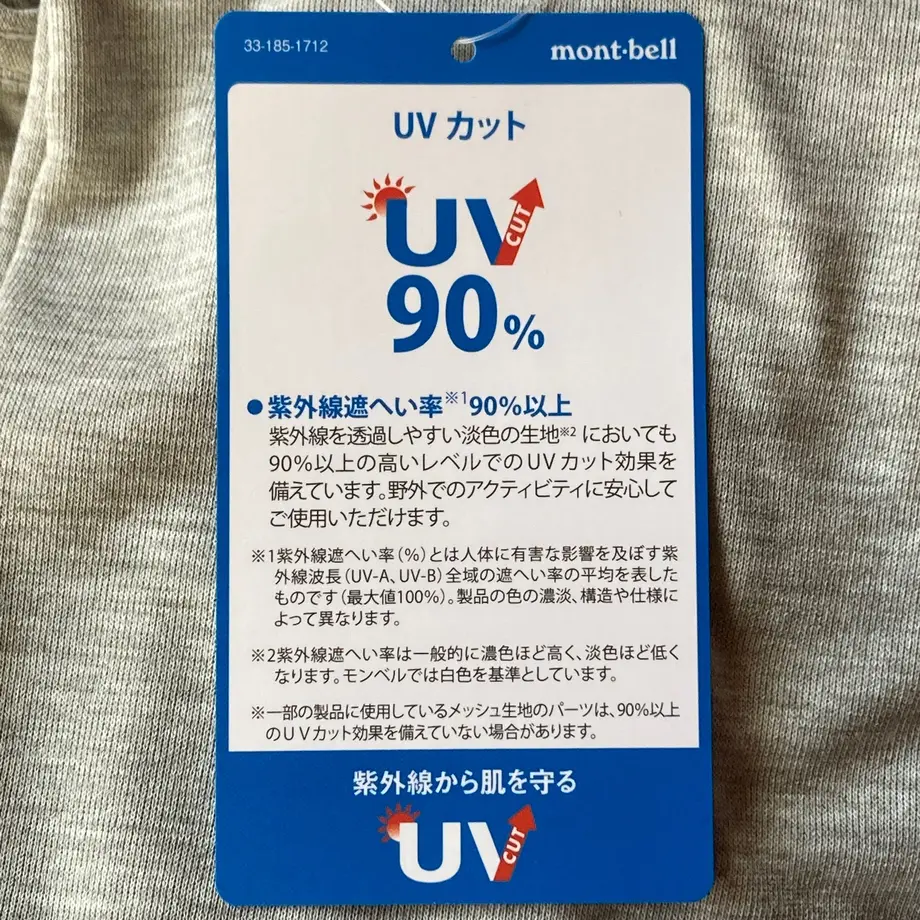 33-185-1712
mont·bell
UV カット
UV CUT
90%
●紫外線遮へい率※1 90%以上
紫外線を透過しやすい淡色の生地※2 においても
90%以上の高いレベルでのUVカット効果を
備えています。野外でのアクティビティに安心して
ご使用いただけます。
※1紫外線遮へい率(%)とは人体に有害な影響を及ぼす紫
外線波長(UV-A、UV-B)全域の遮へい率の平均を表した
ものです(最大値100%)。製品の色の濃淡、構造や仕様に
よって異なります。
※2紫外線遮へい率は一般的に濃色ほど高く、淡色ほど低く
なります。モンベルでは白色を基準としています。
※一部の製品に使用しているメッシュ生地のパーツは、90%以上
のUVカット効果を備えていない場合があります。
紫外線から肌を守る
UV CUT